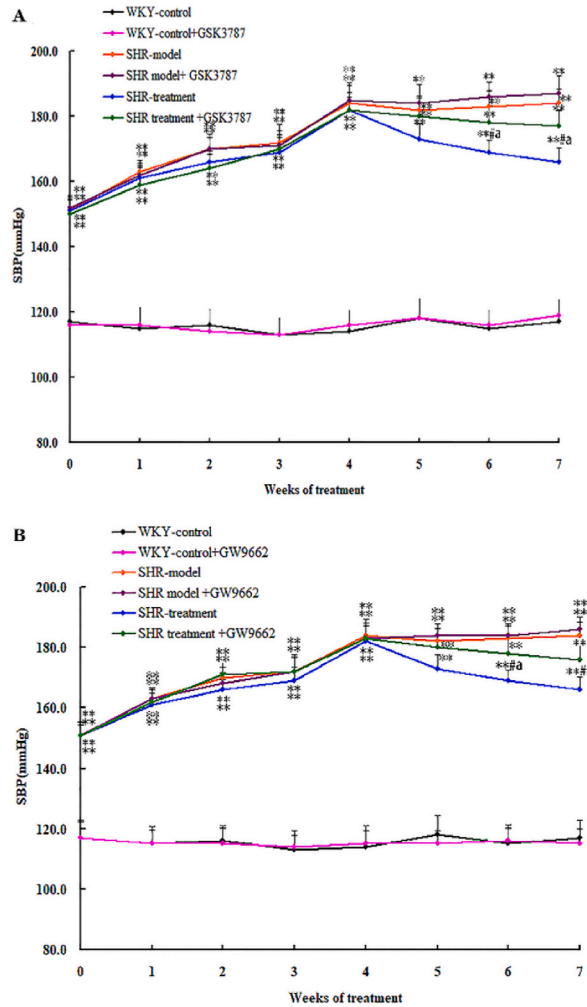 A
WKY-control
WKY-control+GSK3787
SHR-model
SHR model+ GSK3787
SHR-treatment
SHR treatment +GSK3787
SBP(mmHg)
200.0
180.0
160.0
140.0
120.0
100.0
80.0
** ** ** ** ** ** ** **
** ** ** ** ** ** ** **
**#a **#a
0 1 2 3 4 5 6 7
Weeks of treatment
B
WKY-control
WKY-control+GW9662
SHR-model
SHR model +GW9662
SHR-treatment
SHR treatment +GW9662
SBP(mmHg)
200.0
180.0
160.0
140.0
120.0
100.0
80.0
** ** ** ** ** ** ** **
** ** ** ** ** ** ** **
**#a **#
0 1 2 3 4 5 6 7
Weeks of treatment